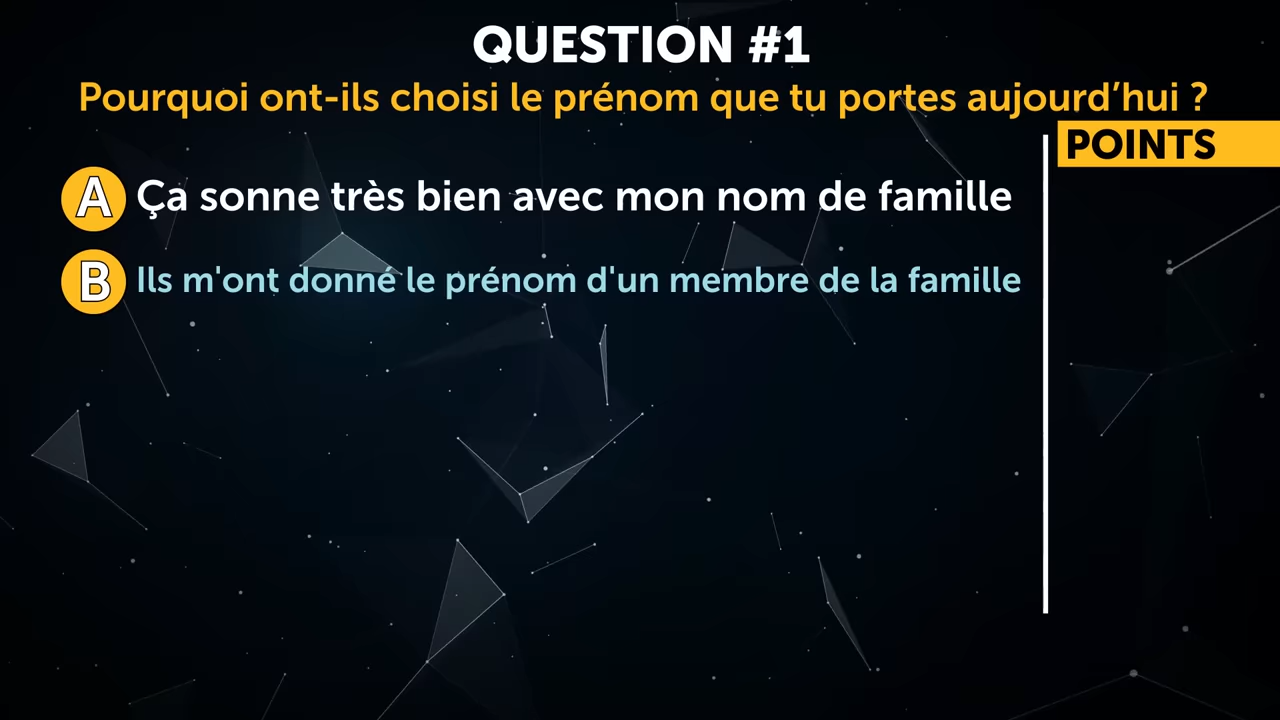 QUESTION #1
Pourquoi ont-ils choisi le prénom que tu portes aujourd’hui ?
POINTS
A Ça sonne très bien avec mon nom de famille
B Ils m'ont donné le prénom d'un membre de la famille